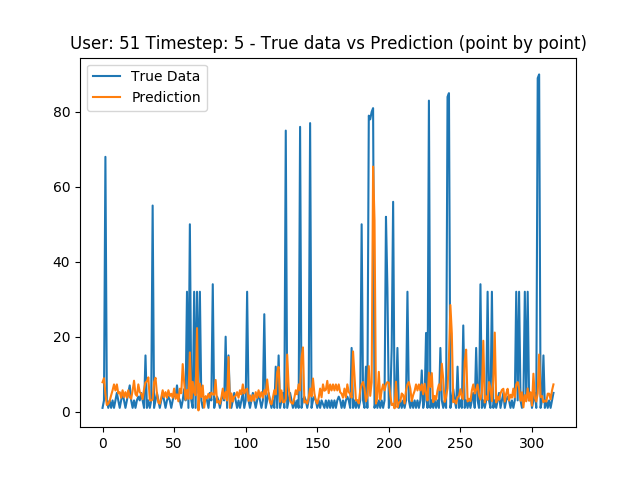 User: 51 Timestep: 5 - True data vs Prediction (point by point)
True Data
Prediction
80
60
40
20
0
0 50 100 150 200 250 300